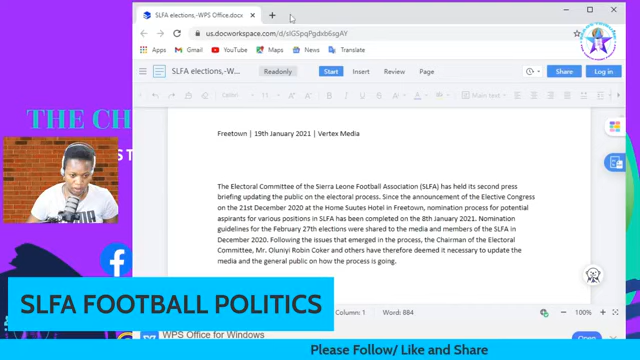 SLFA elections,-WPS Office.docx
us.docworkspace.com/d/sIGSpqPgdxb6sgAY
Apps Gmail YouTube Maps News Translate
SLFA elections,-W... Readonly Start Insert Review Page Share Log in
Calibri 11 Main text
THE CH
ST
Freetown | 19th January 2021 | Vertex Media
The Electoral Committee of the Sierra Leone Football Association (SLFA) has held its second press
briefing updating the public on the electoral process. Since the announcement of the Elective Congress
on the 21st December 2020 at the Home Suutes Hotel in Freetown, nomination process for potential
aspirants for various positions in SLFA has been completed on the 8th January 2021. Nomination
guidelines for the February 27th elections were shared to the media and members of the SLFA in
December 2020. Following the issues that emerged in the process, the Chairman of the Electoral
Committee, Mr. Oluniyi Robin Coker and others have therefore deemed it necessary to update the
media and the general public on how the process is going.
SLFA FOOTBALL POLITICS
Column: 1 Word: 884 100%
WPS Office for Windows
Open
Please Follow/ Like and Share